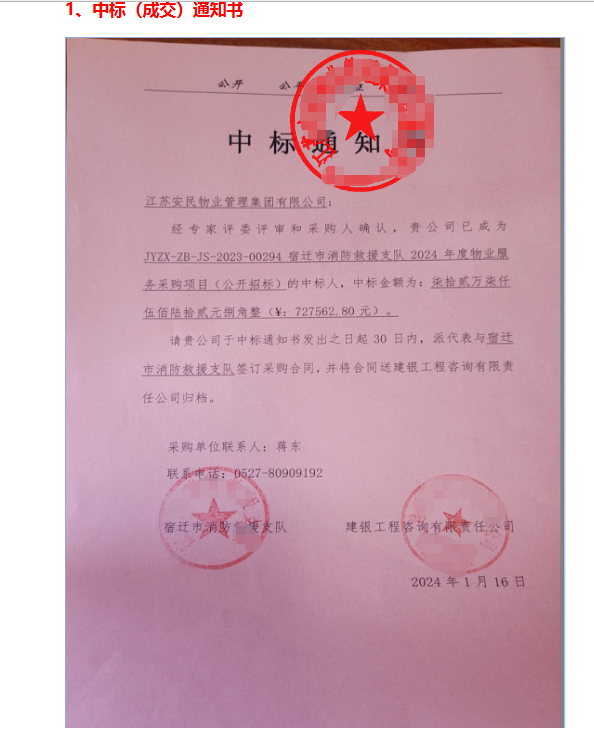 1、中标（成交）通知书
公开
中标通知
江苏安民物业管理集团有限公司：
经专家评委评审和采购人确认，贵公司已成为
JYZX-ZB-JS-2023-00294 宿迁市消防救援支队 2024 年度物业服
务采购项目（公开招标）的中标人，中标金额为：柒拾贰万柒仟
伍佰陆拾贰元捌角整（¥：727562.80 元）。
请贵公司于中标通知书发出之日起 30 日内，派代表与宿迁
市消防救援支队签订采购合同，并将合同送建银工程咨询有限责
任公司归档。
采购单位联系人：蒋东
联系电话：0527-80909192
宿迁市消防救援支队
建银工程咨询有限责任公司
2024 年 1 月 16 日